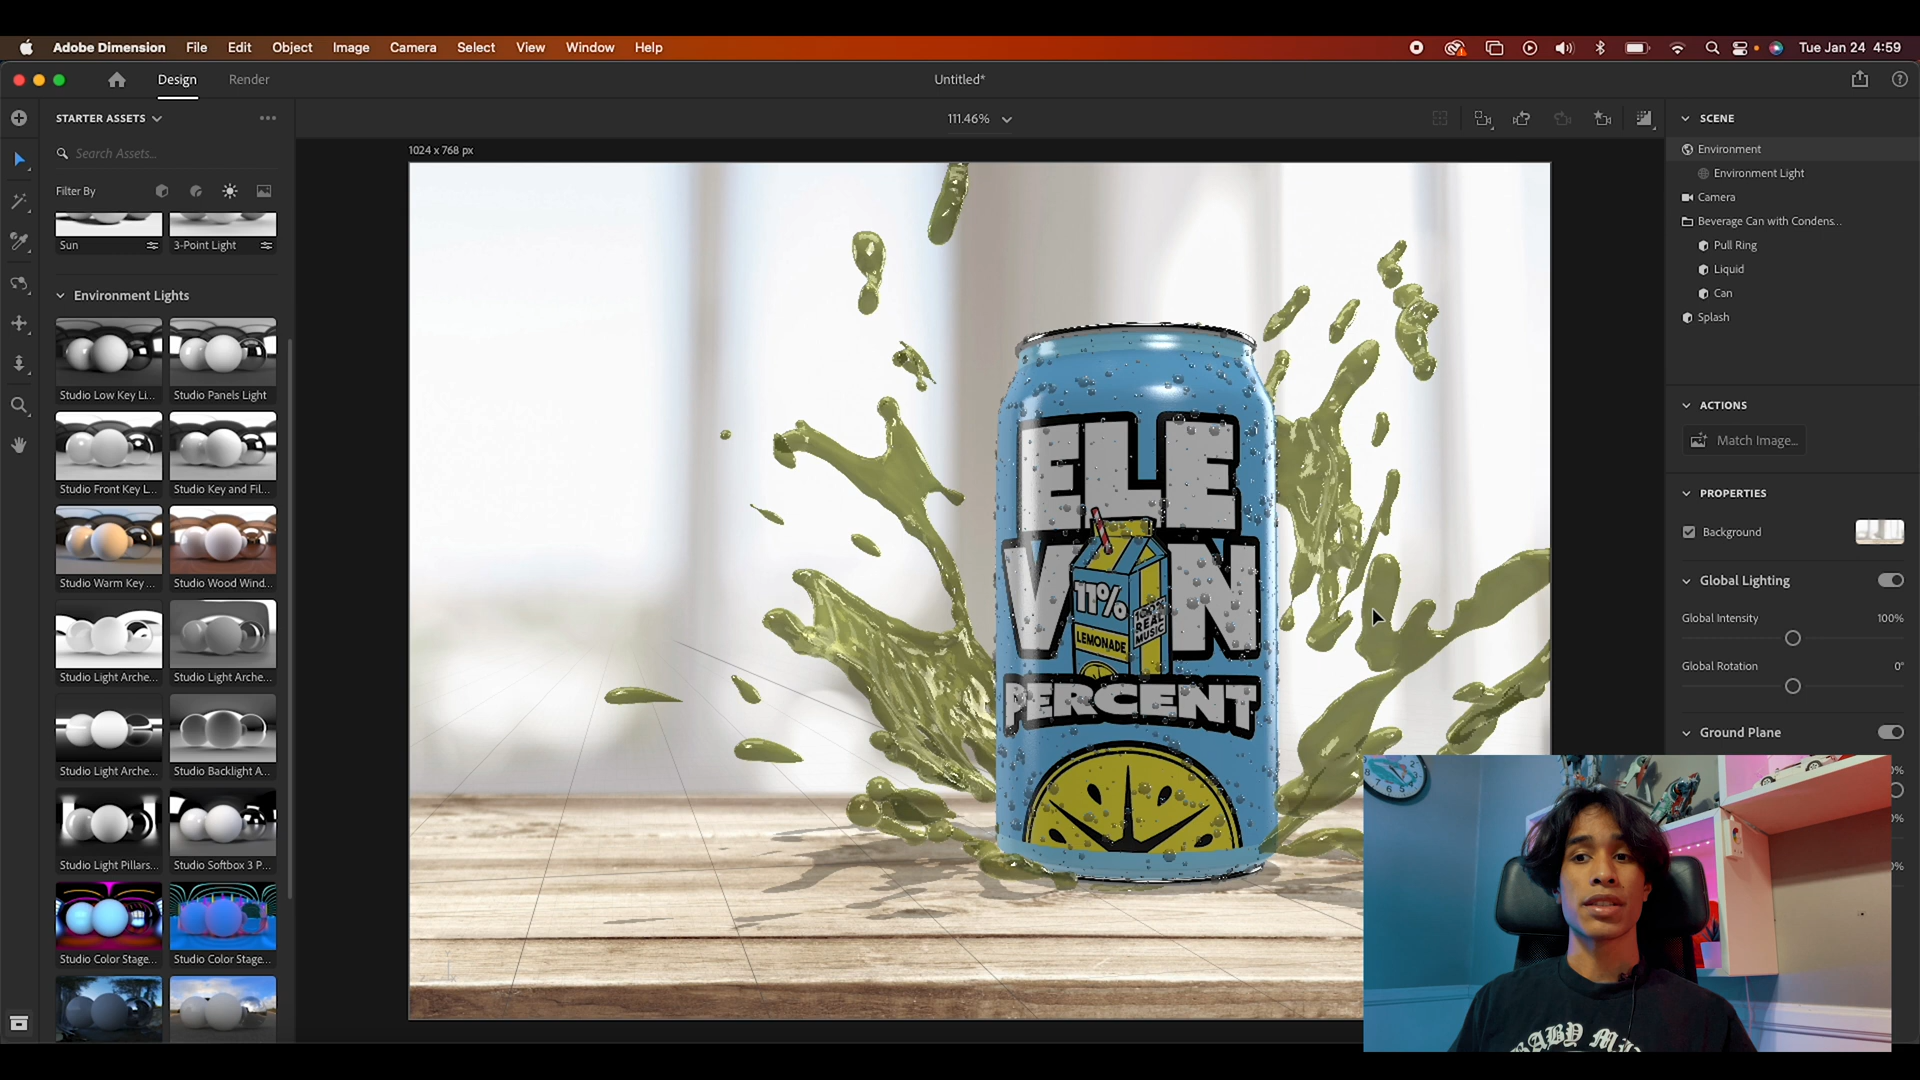 Adobe Dimension File Edit Object Image Camera Select View Window Help Tue Jan 24 4:59
Design Render Untitled*
STARTER ASSETS
111.46%
Search Assets...
1024 x 768 px
Filter By
Sun
3-Point Light
Environment Lights
Studio Low Key Li...
Studio Panels Light
Studio Front Key L...
Studio Key and Fil...
Studio Warm Key ...
Studio Wood Wind...
Studio Light Arche...
Studio Light Arche...
Studio Light Arche...
Studio Backlight A...
Studio Light Pillars...
Studio Softbox 3 P...
Studio Color Stage...
Studio Color Stage...
ELE
V N
11%
LEMONADE
100%
REAL
MUSIC
PERCENT
SCENE
Environment
Environment Light
Camera
Beverage Can with Condens...
Pull Ring
Liquid
Can
Splash
ACTIONS
Match Image...
PROPERTIES
Background
Global Lighting
Global Intensity 100%
Global Rotation 0°
Ground Plane